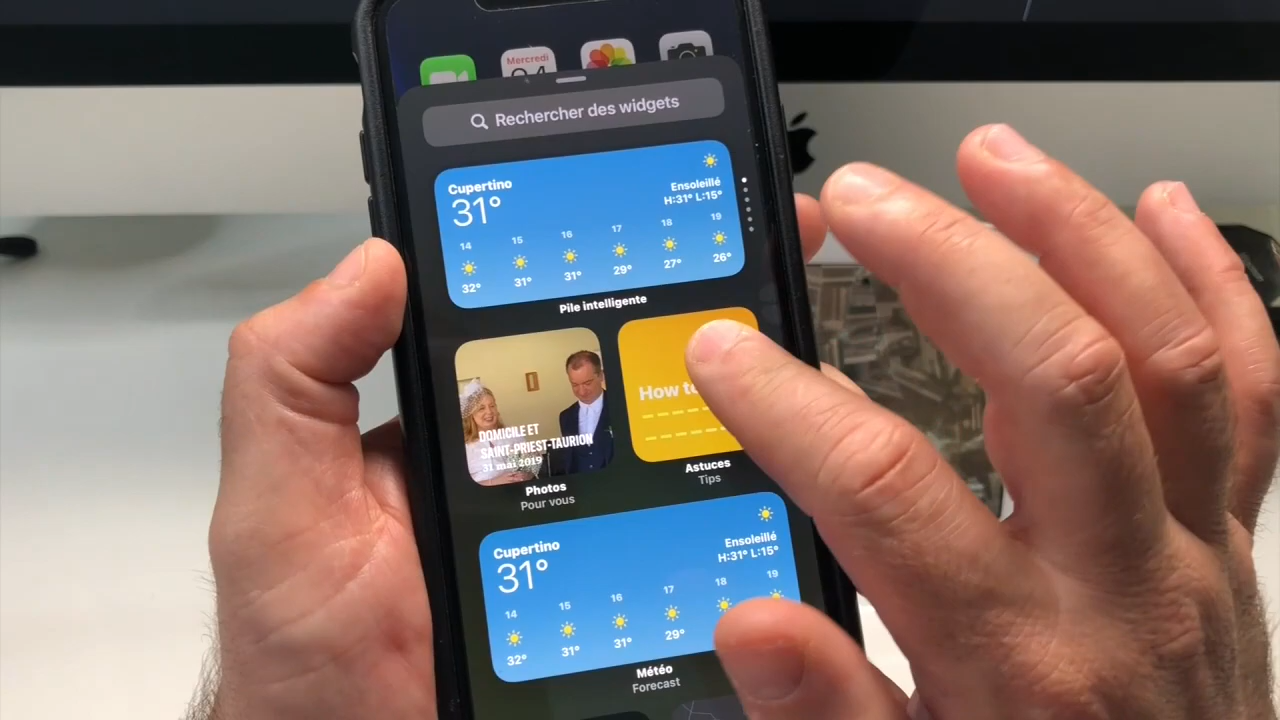 Mercredi
Rechercher des widgets
Cupertino
31°
Ensoleillé
H:31° L:15°
14 15 16 17 18 19
32° 31° 31° 29° 27° 26°
Pile intelligente
DOMICILE ET
SAINT-PRIEST-TAURION
31 mai 2019
How
Photos
Pour vous
Astuces
Tips
Cupertino
31°
Ensoleillé
H:31° L:15°
14 15 16 17 18 19
32° 31° 31° 29°
Météo
Forecast